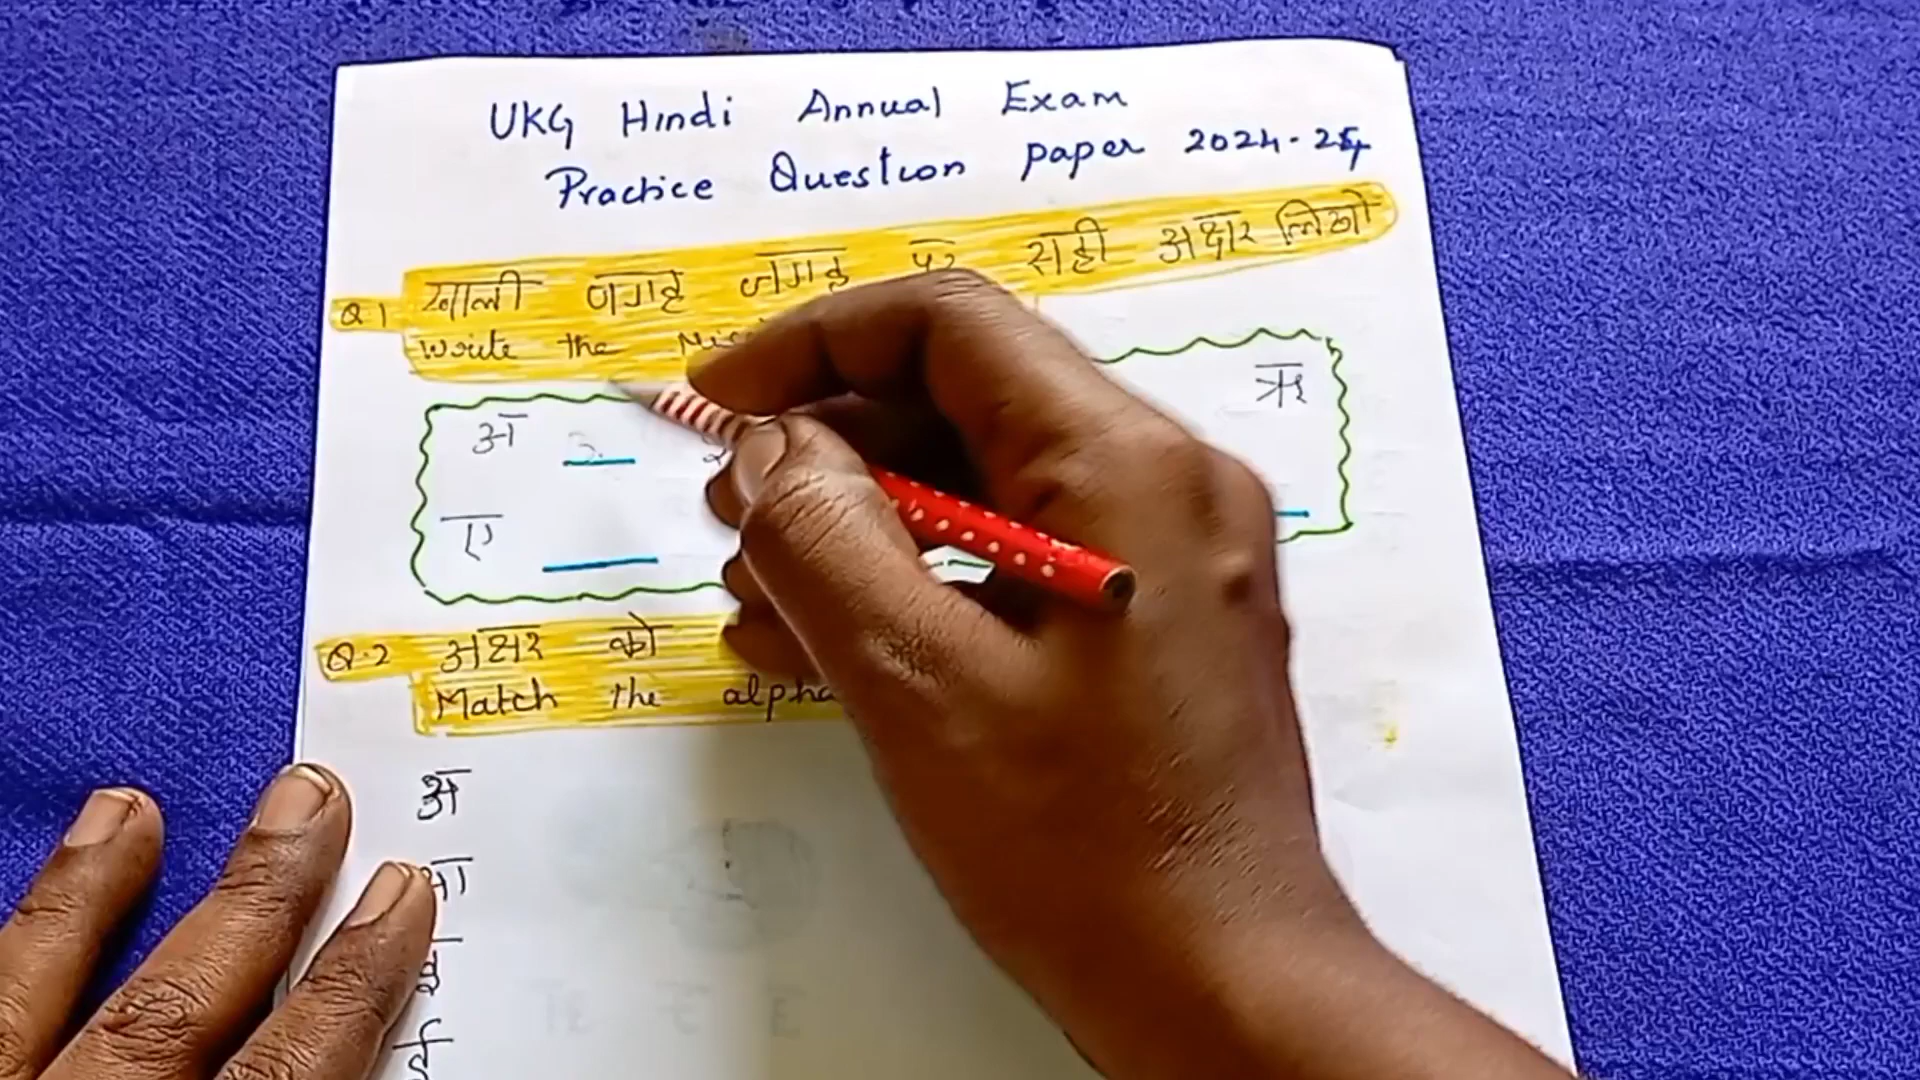 UKG Hindi Annual Exam
Practice Question paper 2024-25
Q.1 खाली जगह जगह पर सही अक्षर लिखो
Write the
अ ऋ
ए
Q.2 अक्षर को
Match the
अ
आ
ई